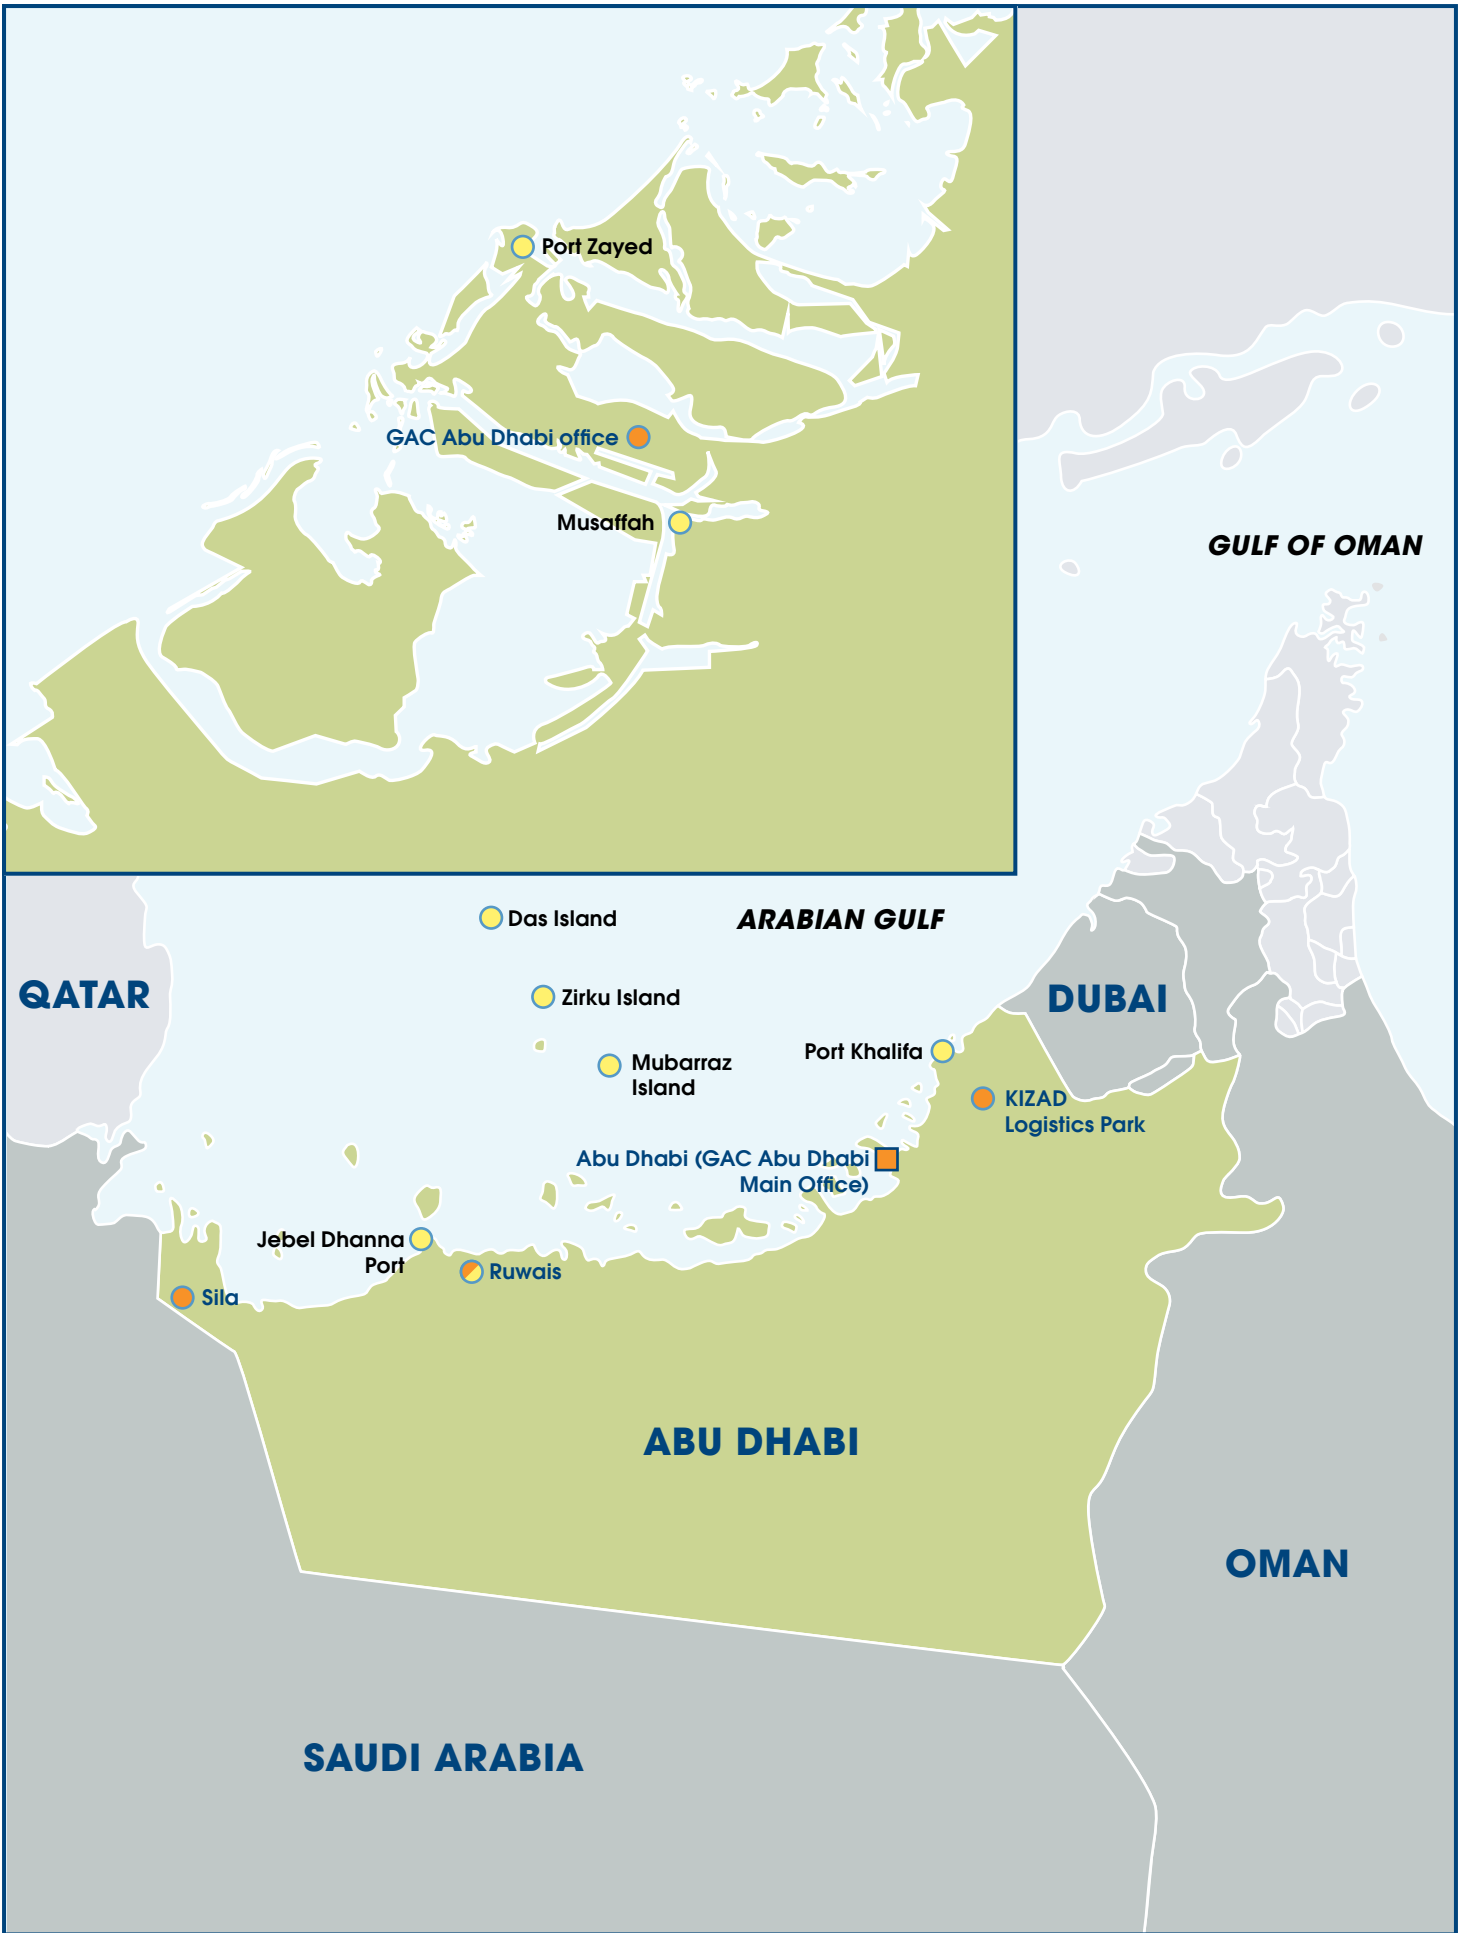 Port Zayed
GAC Abu Dhabi office
Musaffah
GULF OF OMAN
Das Island
ARABIAN GULF
QATAR
Zirku Island
DUBAI
Port Khalifa
Mubarraz
Island
KIZAD
Logistics Park
Abu Dhabi (GAC Abu Dhabi
Main Office)
Jebel Dhanna
Port
Ruwais
Sila
ABU DHABI
OMAN
SAUDI ARABIA